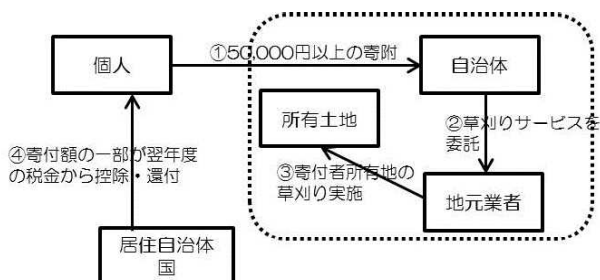 個人
①50,000円以上の寄附
自治体
所有土地
②草刈りサービスを
委託
④寄付額の一部が翌年度
の税金から控除・還付
③寄付者所有地の
草刈り実施
地元業者
居住自治体
国